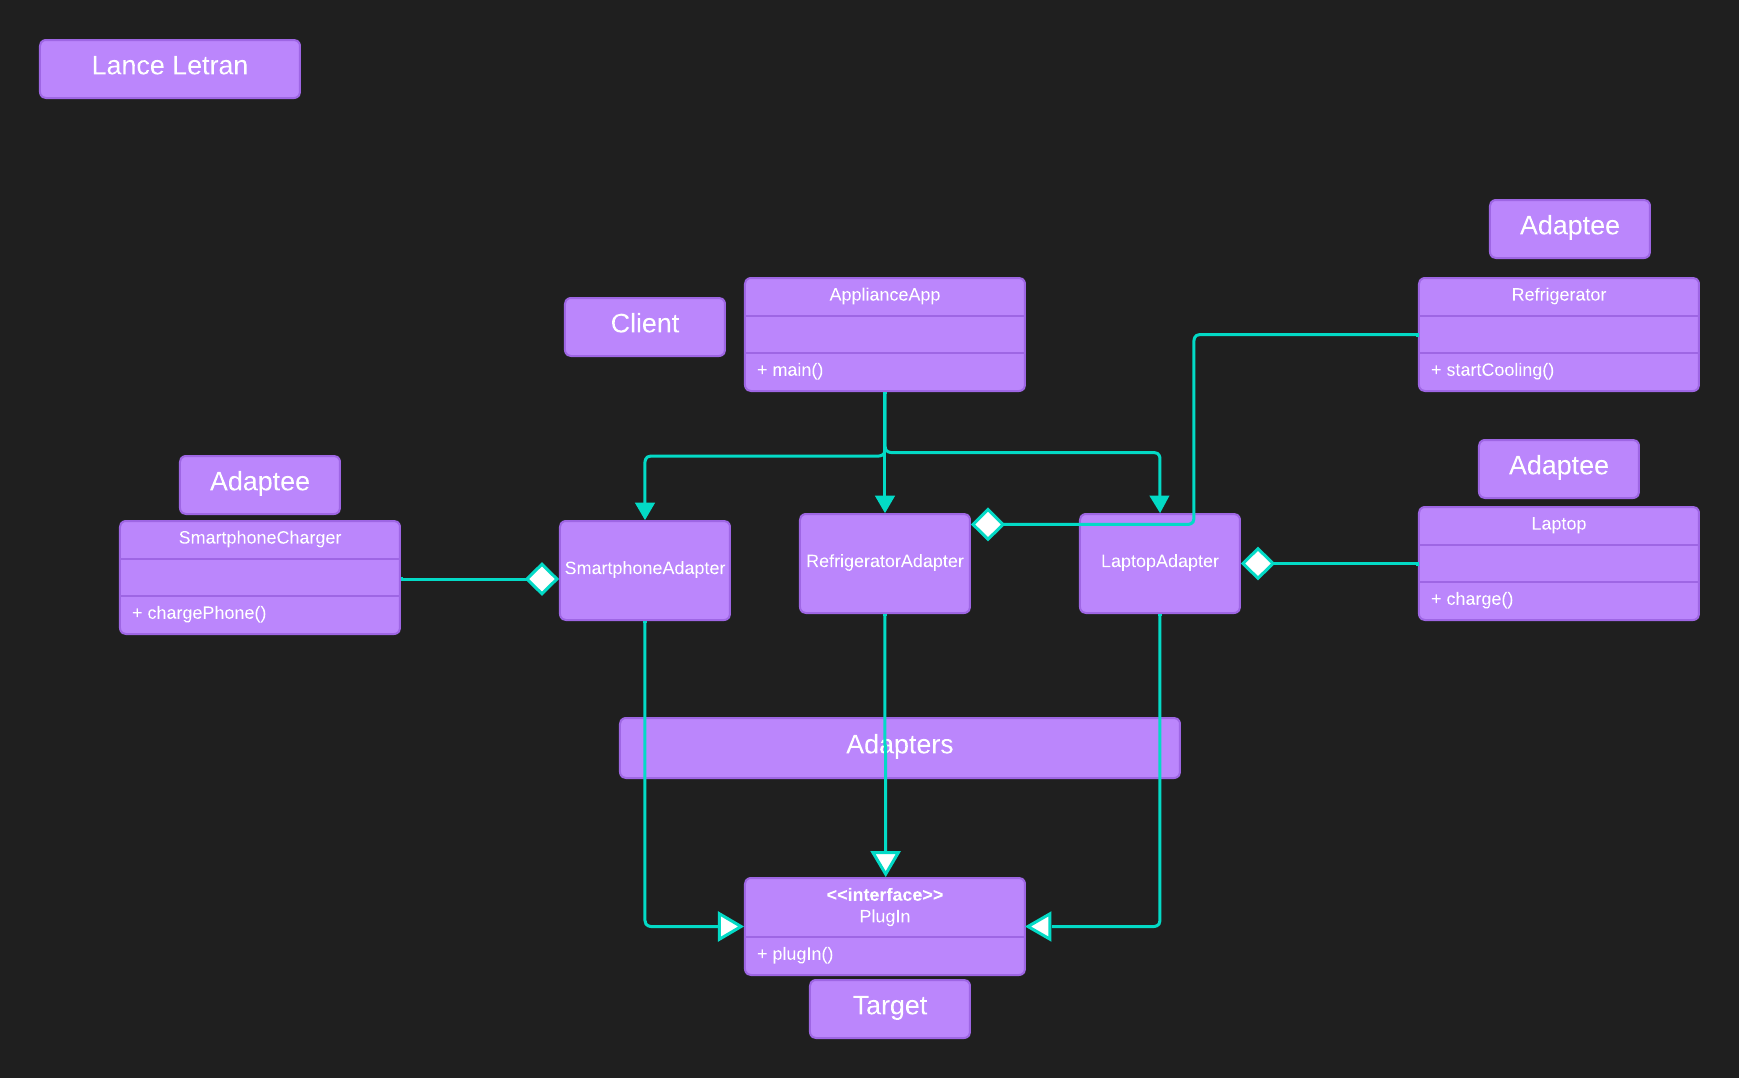 Lance Letran
Adaptee
Client
ApplianceApp
+ main()
Refrigerator
+ startCooling()
Adaptee
SmartphoneCharger
+ chargePhone()
SmartphoneAdapter
RefrigeratorAdapter
LaptopAdapter
Adaptee
Laptop
+ charge()
Adapters
<<interface>>
PlugIn
+ plugIn()
Target